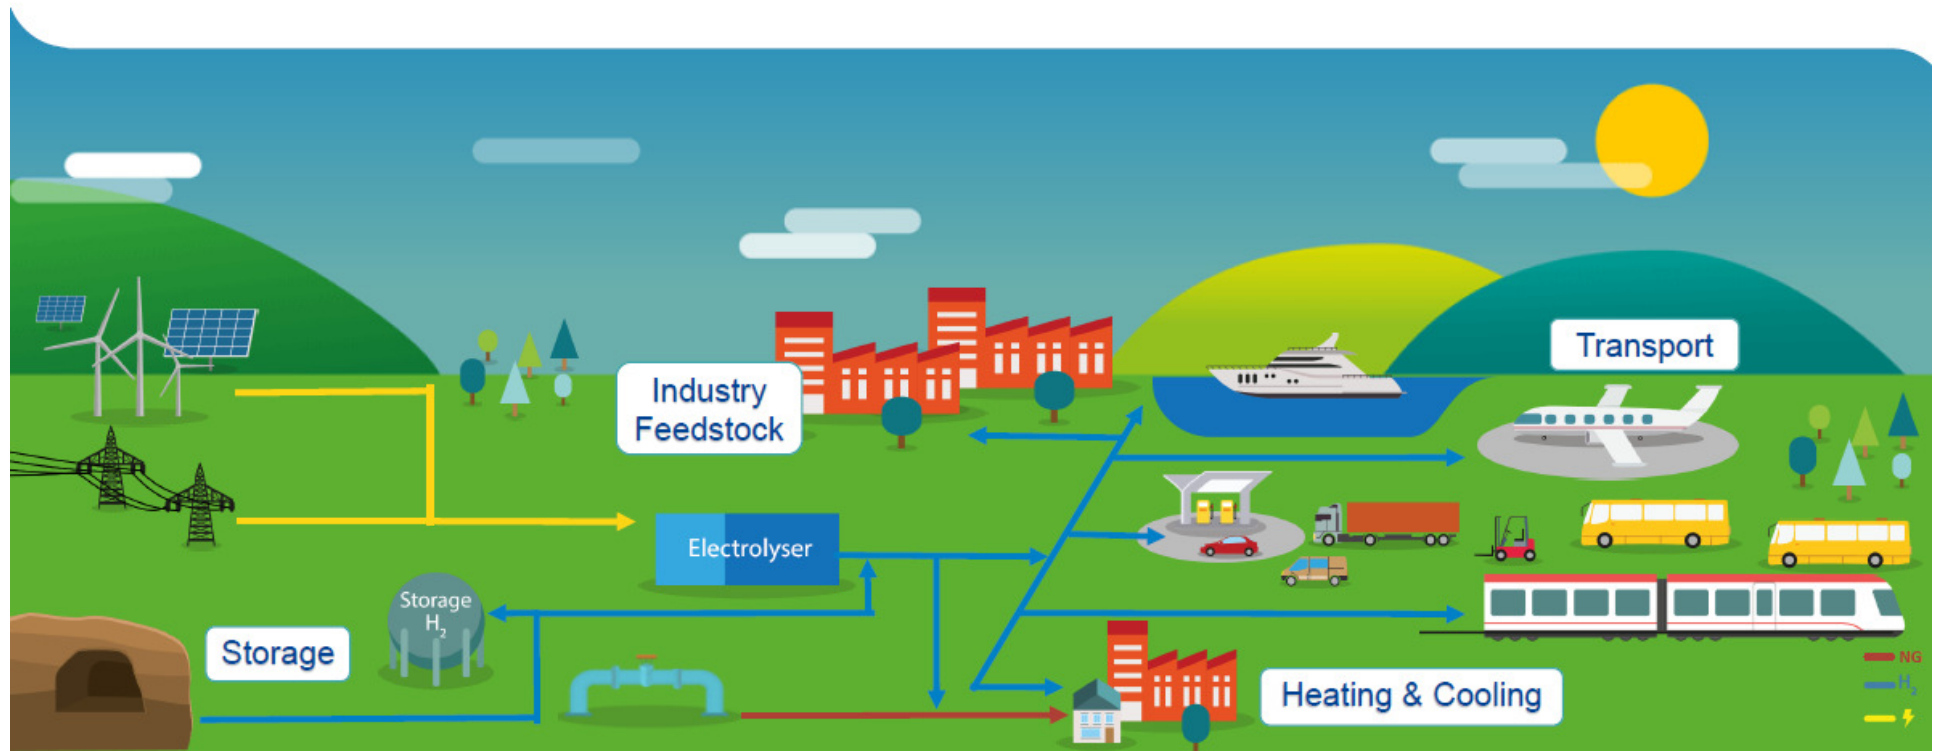 Transport
Industry
Feedstock
Electrolyser
Storage
H2
Storage
Heating & Cooling
NG
H2